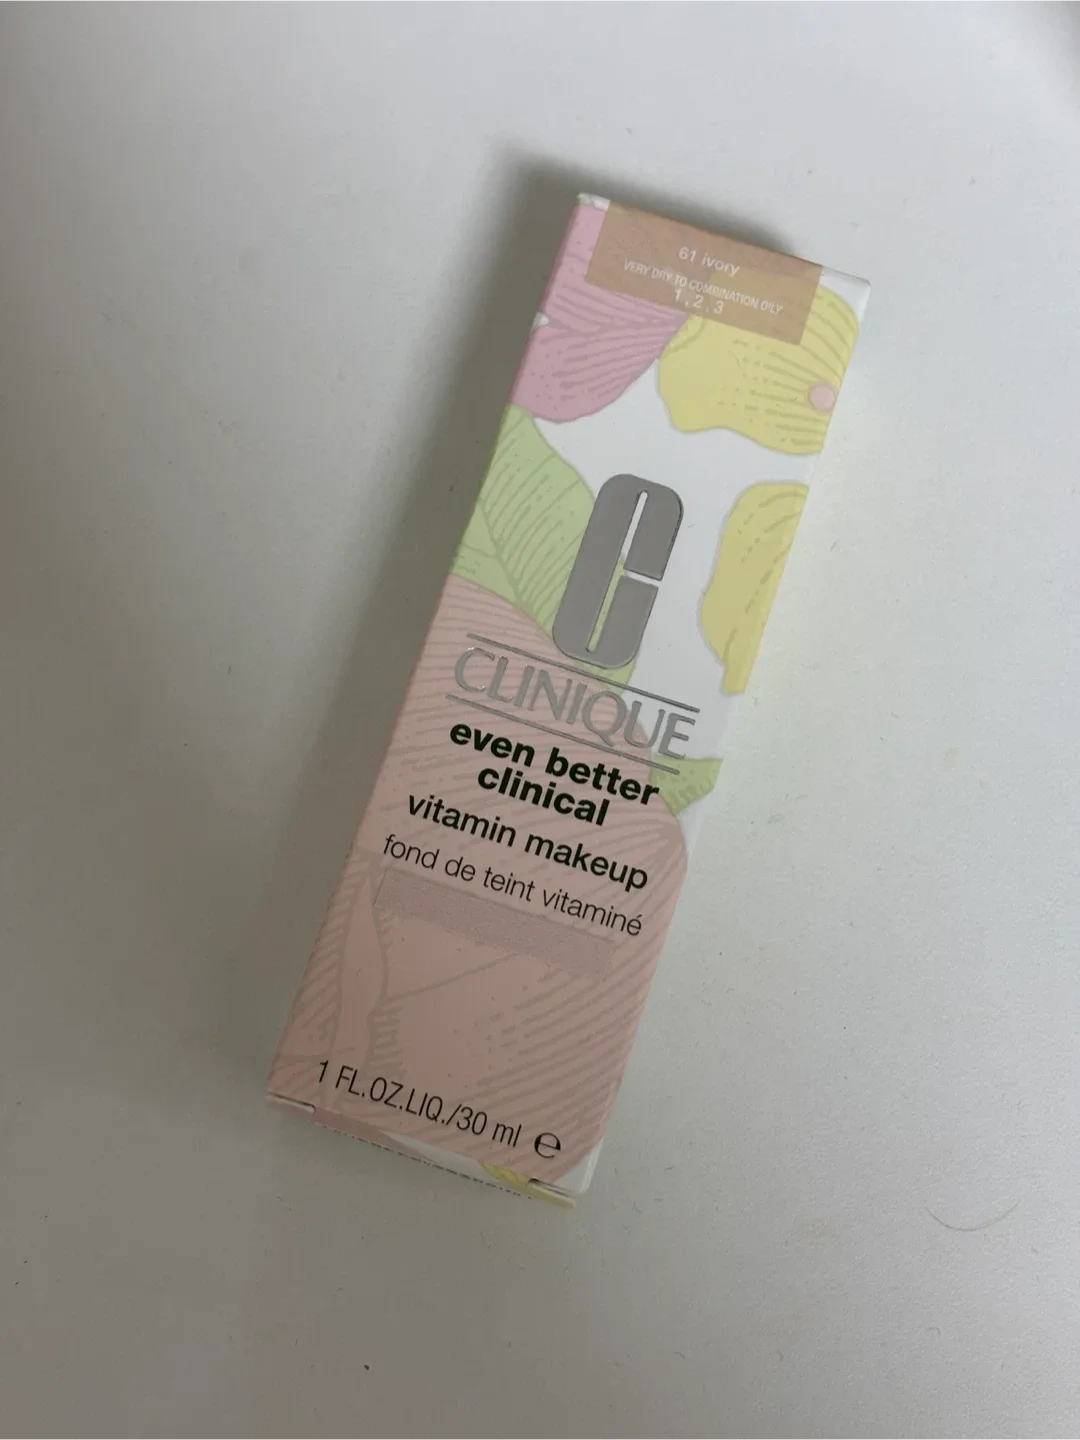 61 ivory
VERY DRY TO COMBINATION OILY
1, 2, 3
C
CLINIQUE
even better
clinical
vitamin makeup
fond de teint vitaminé
1 FL.OZ.LIQ./30 ml ℮